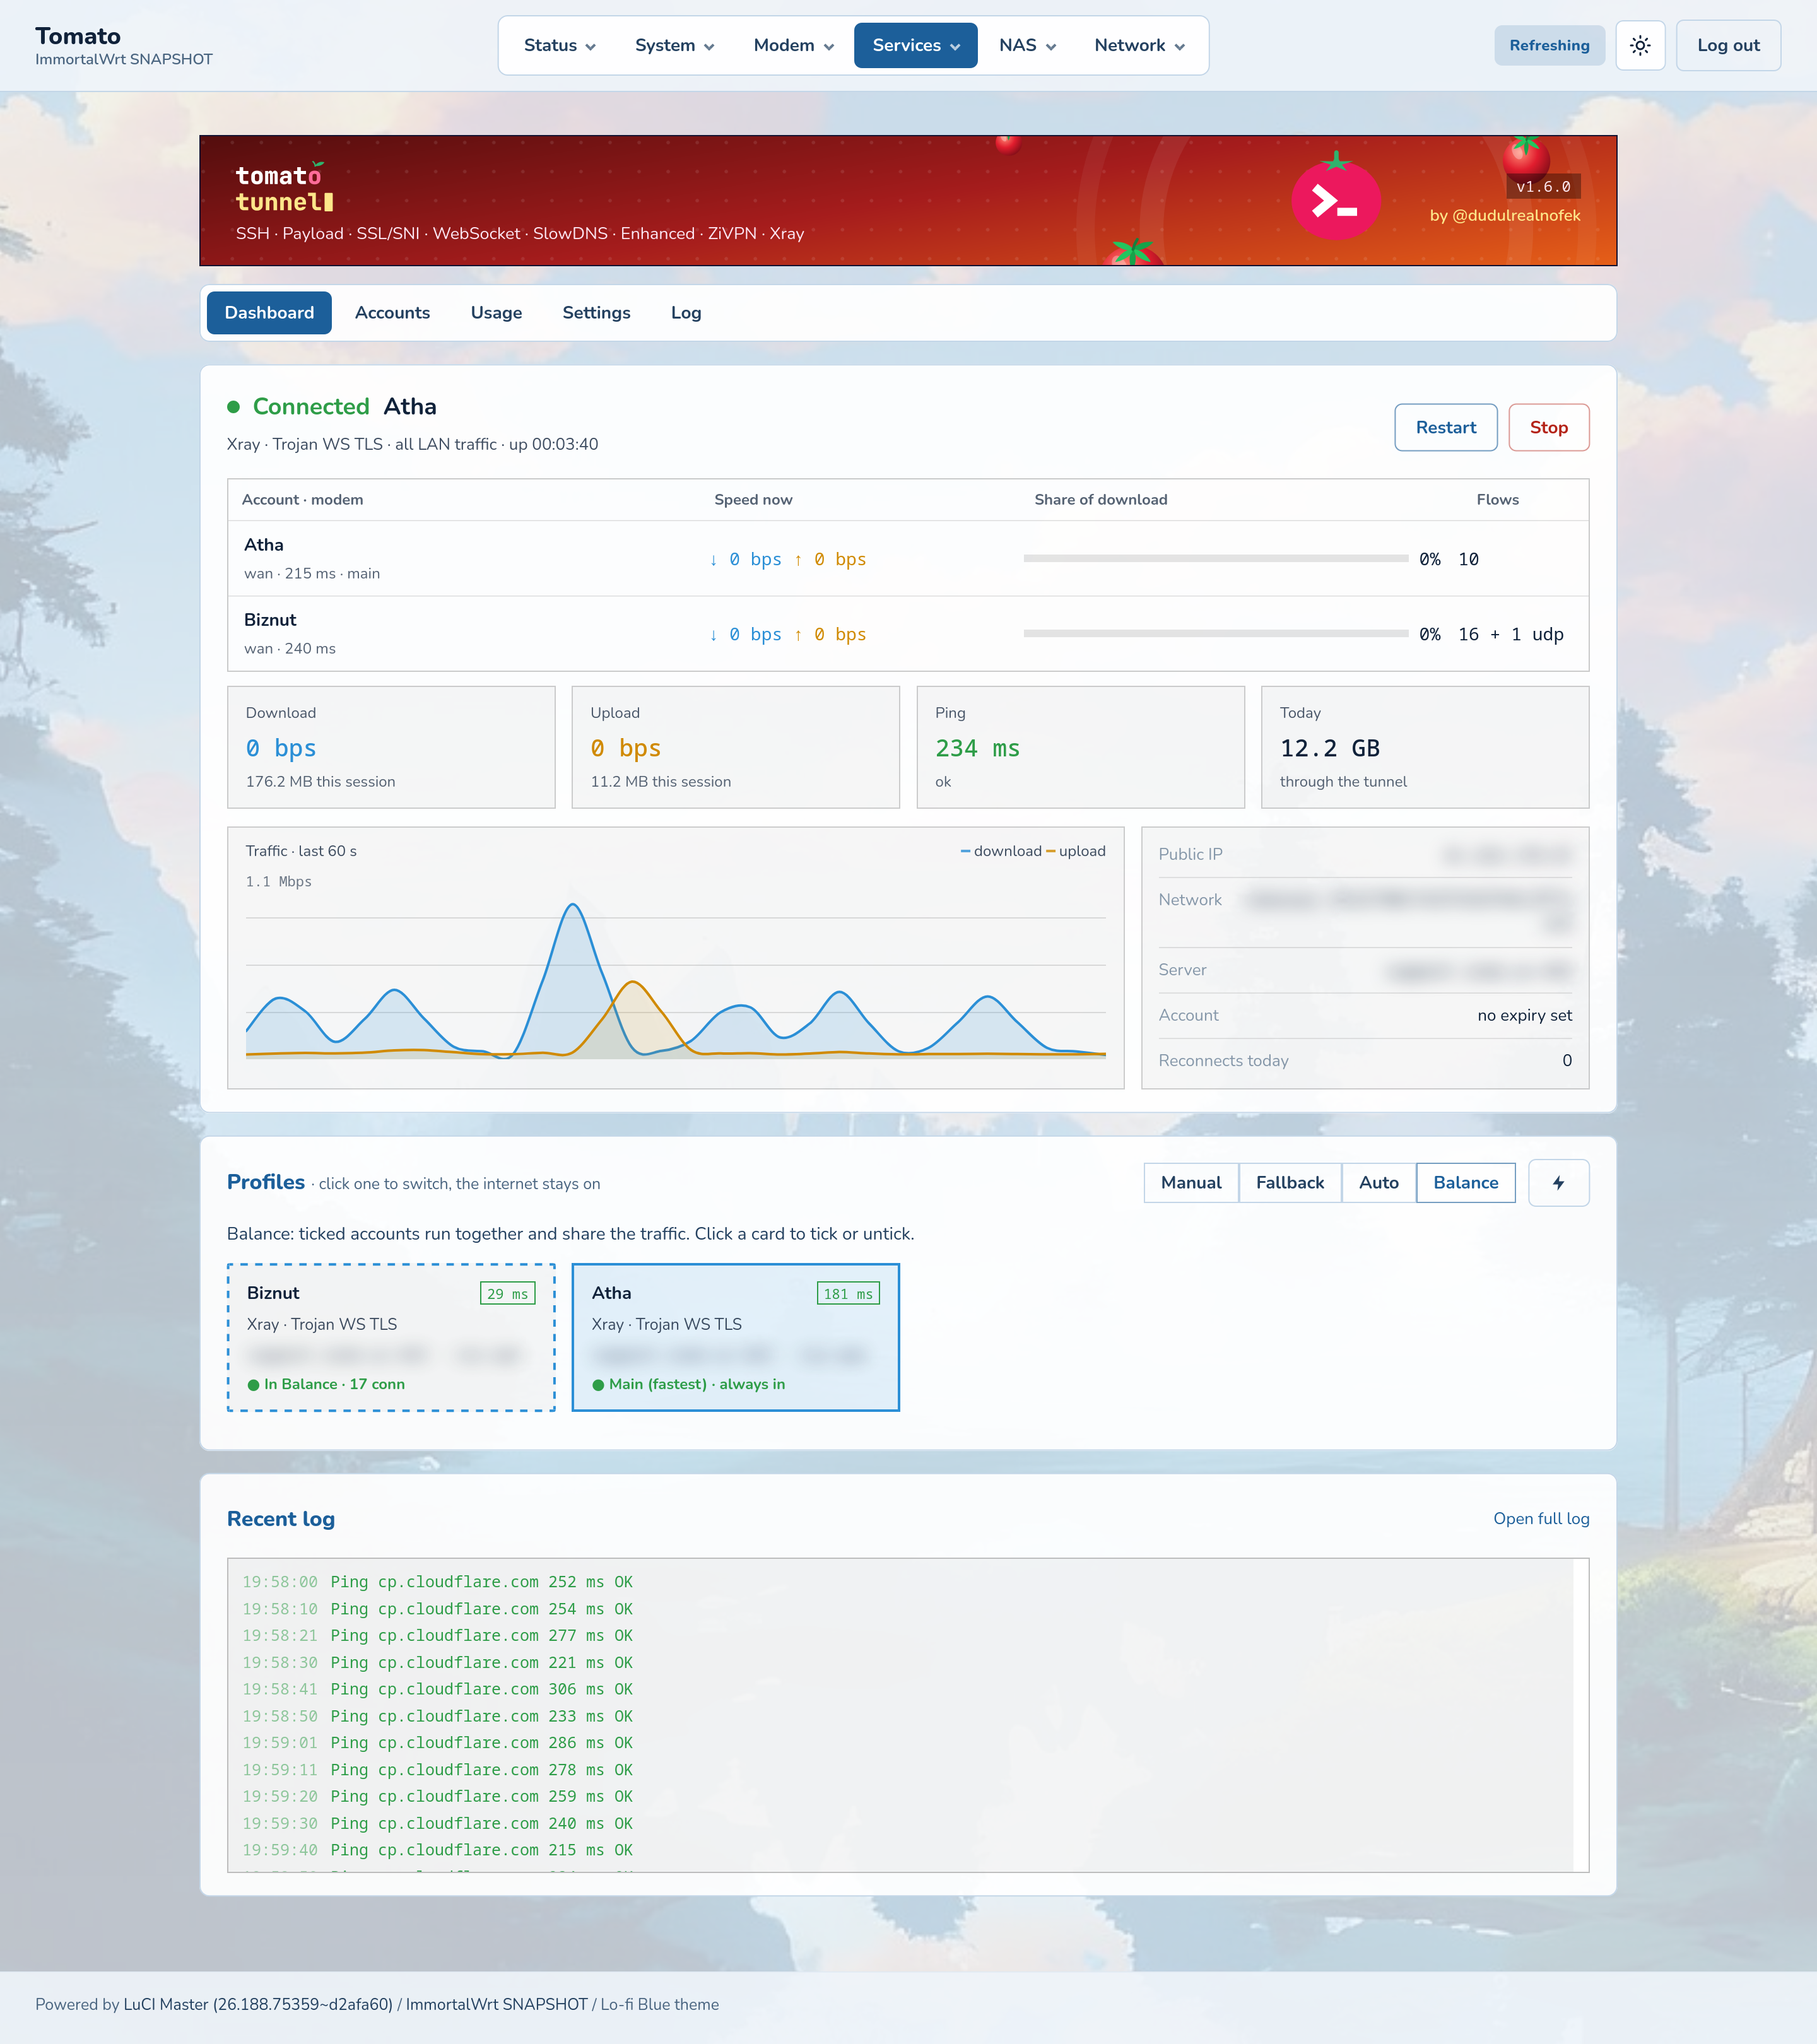 Tomato
ImmortalWrt SNAPSHOT
Status System Modem Services NAS Network
Refreshing
Log out
tomato
tunnel
SSH · Payload · SSL/SNI · WebSocket · SlowDNS · Enhanced · ZiVPN · Xray
v1.6.0
by @dudulrealnofek
Dashboard Accounts Usage Settings Log
Connected Atha
Xray · Trojan WS TLS · all LAN traffic · up 00:03:40
Restart Stop
Account · modem Speed now Share of download Flows
Atha
wan · 215 ms · main
↓ 0 bps ↑ 0 bps 0% 10
Biznut
wan · 240 ms
↓ 0 bps ↑ 0 bps 0% 16 + 1 udp
Download
0 bps
176.2 MB this session
Upload
0 bps
11.2 MB this session
Ping
234 ms
ok
Today
12.2 GB
through the tunnel
Traffic · last 60 s
download upload
1.1 Mbps
Public IP
Network
Server
Account no expiry set
Reconnects today 0
Profiles · click one to switch, the internet stays on
Manual Fallback Auto Balance
Balance: ticked accounts run together and share the traffic. Click a card to tick or untick.
Biznut 29 ms
Xray · Trojan WS TLS
In Balance · 17 conn
Atha 181 ms
Xray · Trojan WS TLS
Main (fastest) · always in
Recent log
Open full log
19:58:00 Ping cp.cloudflare.com 252 ms OK
19:58:10 Ping cp.cloudflare.com 254 ms OK
19:58:21 Ping cp.cloudflare.com 277 ms OK
19:58:30 Ping cp.cloudflare.com 221 ms OK
19:58:41 Ping cp.cloudflare.com 306 ms OK
19:58:50 Ping cp.cloudflare.com 233 ms OK
19:59:01 Ping cp.cloudflare.com 286 ms OK
19:59:11 Ping cp.cloudflare.com 278 ms OK
19:59:20 Ping cp.cloudflare.com 259 ms OK
19:59:30 Ping cp.cloudflare.com 240 ms OK
19:59:40 Ping cp.cloudflare.com 215 ms OK
Powered by LuCI Master (26.188.75359~d2afa60) / ImmortalWrt SNAPSHOT / Lo-fi Blue theme